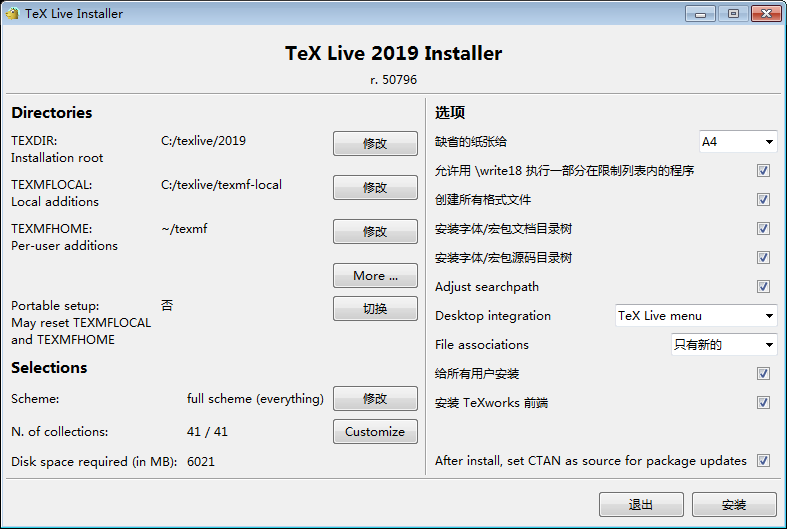 TeX Live Installer
TeX Live 2019 Installer
r. 50796
Directories
TEXDIR: C:/texlive/2019 修改
Installation root
TEXMFLOCAL: C:/texlive/texmf-local 修改
Local additions
TEXMFHOME: ~/texmf 修改
Per-user additions
More ...
Portable setup: 否 切换
May reset TEXMFLOCAL
and TEXMFHOME
Selections
Scheme: full scheme (everything) 修改
N. of collections: 41 / 41 Customize
Disk space required (in MB): 6021
选项
缺省的纸张给 A4
允许用 \write18 执行一部分在限制列表内的程序
创建所有格式文件
安装字体/宏包文档目录树
安装字体/宏包源码目录树
Adjust searchpath
Desktop integration TeX Live menu
File associations 只有新的
给所有用户安装
安装 TeXworks 前端
After install, set CTAN as source for package updates
退出 安装